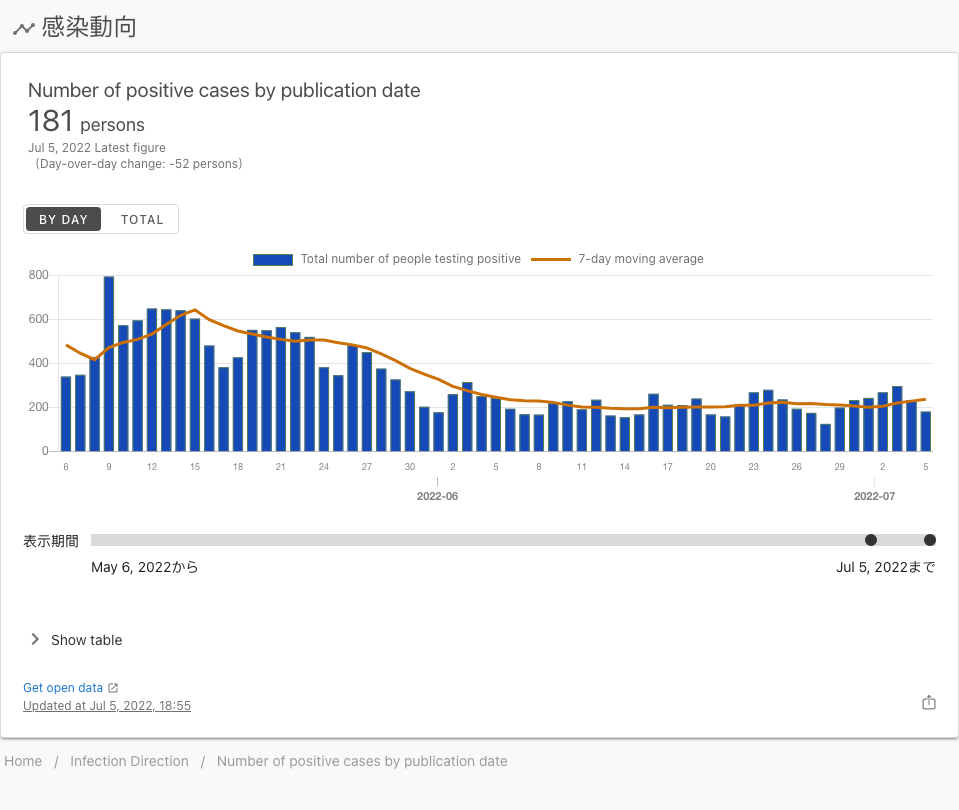 感染動向
Number of positive cases by publication date
181 persons
Jul 5, 2022 Latest figure
(Day-over-day change: -52 persons)
BY DAY TOTAL
Total number of people testing positive 7-day moving average
800
600
400
200
0
6 9 12 15 18 21 24 27 30 2 5 8 11 14 17 20 23 26 29 2 5
2022-06 2022-07
表示期間
May 6, 2022から Jul 5, 2022まで
Show table
Get open data
Updated at Jul 5, 2022, 18:55
Home / Infection Direction / Number of positive cases by publication date